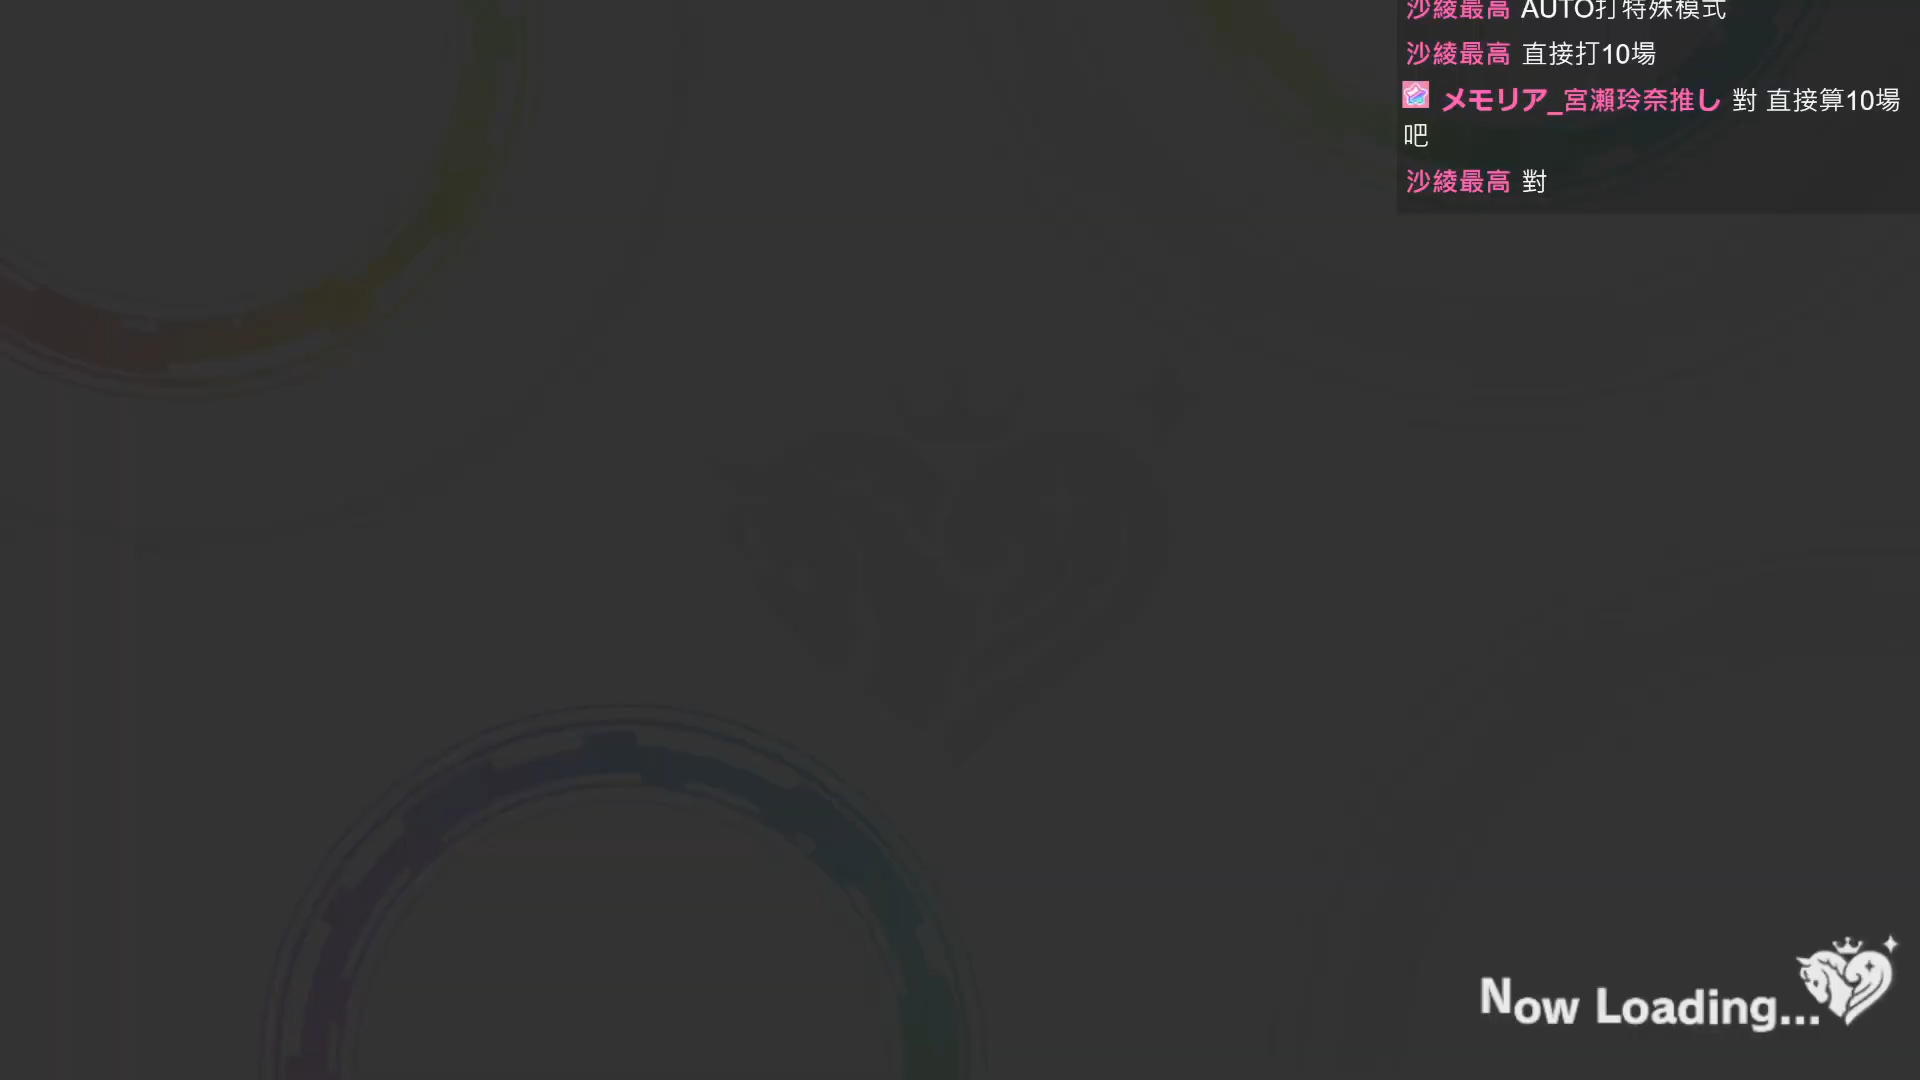 沙綾最高 AUTO打特殊模式
沙綾最高 直接打10場
メモリア_宮瀬玲奈推し 對 直接算10場
吧
沙綾最高 對
Now Loading...